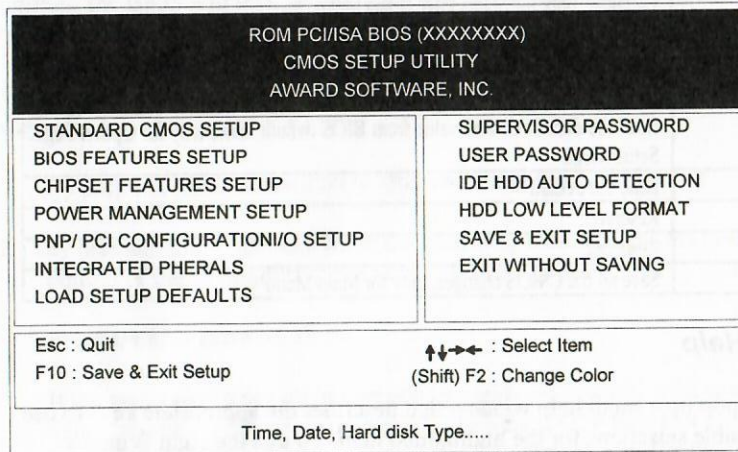 ROM PCI/ISA BIOS (XXXXXXXX)
CMOS SETUP UTILITY
AWARD SOFTWARE, INC.
STANDARD CMOS SETUP
BIOS FEATURES SETUP
CHIPSET FEATURES SETUP
POWER MANAGEMENT SETUP
PNP/ PCI CONFIGURATIONI/O SETUP
INTEGRATED PHERALS
LOAD SETUP DEFAULTS
SUPERVISOR PASSWORD
USER PASSWORD
IDE HDD AUTO DETECTION
HDD LOW LEVEL FORMAT
SAVE & EXIT SETUP
EXIT WITHOUT SAVING
Esc : Quit
F10 : Save & Exit Setup
↑↓→← : Select Item
(Shift) F2 : Change Color
Time, Date, Hard disk Type.....